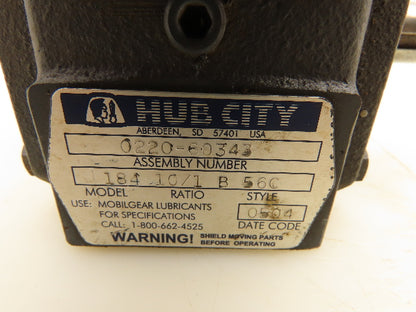 HUB CITY
ABERDEEN, SD 57401 USA
0220-60343
ASSEMBLY NUMBER
184 10/1 B 56C
MODEL RATIO STYLE
USE: MOBILGEAR LUBRICANTS
FOR SPECIFICATIONS
CALL: 1-800-662-4525
0504
DATE CODE
WARNING! SHIELD MOVING PARTS
BEFORE OPERATING